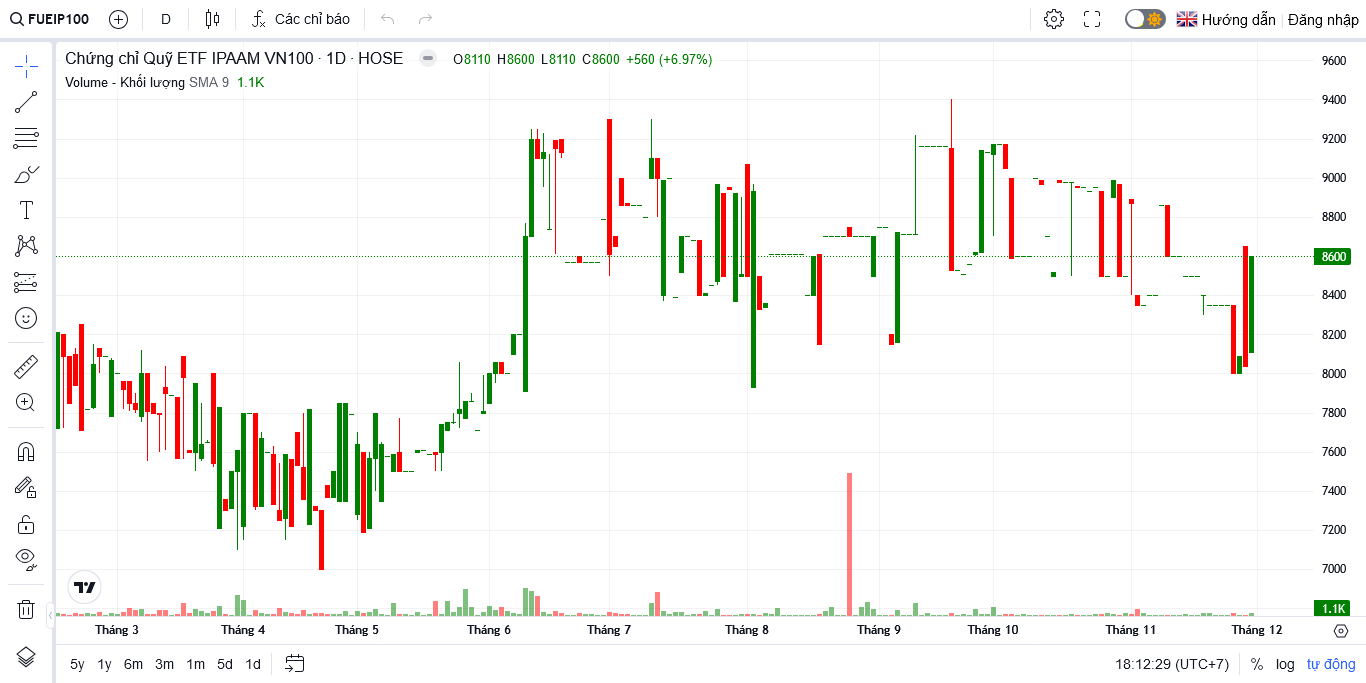 FUEIP100 D Các chỉ báo Hướng dẫn Đăng nhập
Chứng chỉ Quỹ ETF IPAAM VN100 · 1D · HOSE O8110 H8600 L8110 C8600 +560 (+6.97%)
Volume - Khối lượng SMA 9 1.1K
9600
9400
9200
9000
8800
8600
8400
8200
8000
7800
7600
7400
7200
7000
1.1K
Tháng 3 Tháng 4 Tháng 5 Tháng 6 Tháng 7 Tháng 8 Tháng 9 Tháng 10 Tháng 11 Tháng 12
5y 1y 6m 3m 1m 5d 1d 18:12:29 (UTC+7) % log tự động